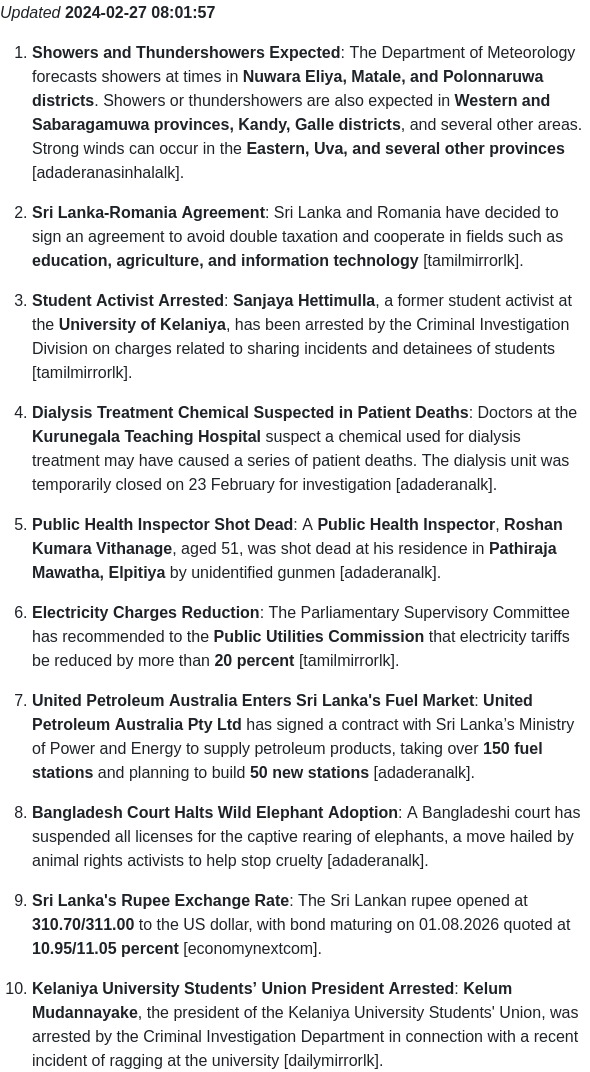 Updated 2024-02-27 08:01:57
1. Showers and Thundershowers Expected: The Department of Meteorology
forecasts showers at times in Nuwara Eliya, Matale, and Polonnaruwa
districts. Showers or thundershowers are also expected in Western and
Sabaragamuwa provinces, Kandy, Galle districts, and several other areas.
Strong winds can occur in the Eastern, Uva, and several other provinces
[adaderanasinhalalk].
2. Sri Lanka-Romania Agreement: Sri Lanka and Romania have decided to
sign an agreement to avoid double taxation and cooperate in fields such as
education, agriculture, and information technology [tamilmirrorlk].
3. Student Activist Arrested: Sanjaya Hettimulla, a former student activist at
the University of Kelaniya, has been arrested by the Criminal Investigation
Division on charges related to sharing incidents and detainees of students
[tamilmirrorlk].
4. Dialysis Treatment Chemical Suspected in Patient Deaths: Doctors at the
Kurunegala Teaching Hospital suspect a chemical used for dialysis
treatment may have caused a series of patient deaths. The dialysis unit was
temporarily closed on 23 February for investigation [adaderanalk].
5. Public Health Inspector Shot Dead: A Public Health Inspector, Roshan
Kumara Vithanage, aged 51, was shot dead at his residence in Pathiraja
Mawatha, Elpitiya by unidentified gunmen [adaderanalk].
6. Electricity Charges Reduction: The Parliamentary Supervisory Committee
has recommended to the Public Utilities Commission that electricity tariffs
be reduced by more than 20 percent [tamilmirrorlk].
7. United Petroleum Australia Enters Sri Lanka's Fuel Market: United
Petroleum Australia Pty Ltd has signed a contract with Sri Lanka’s Ministry
of Power and Energy to supply petroleum products, taking over 150 fuel
stations and planning to build 50 new stations [adaderanalk].
8. Bangladesh Court Halts Wild Elephant Adoption: A Bangladeshi court has
suspended all licenses for the captive rearing of elephants, a move hailed by
animal rights activists to help stop cruelty [adaderanalk].
9. Sri Lanka's Rupee Exchange Rate: The Sri Lankan rupee opened at
310.70/311.00 to the US dollar, with bond maturing on 01.08.2026 quoted at
10.95/11.05 percent [economynextcom].
10. Kelaniya University Students’ Union President Arrested: Kelum
Mudannayake, the president of the Kelaniya University Students' Union, was
arrested by the Criminal Investigation Department in connection with a recent
incident of ragging at the university [dailymirrorlk].